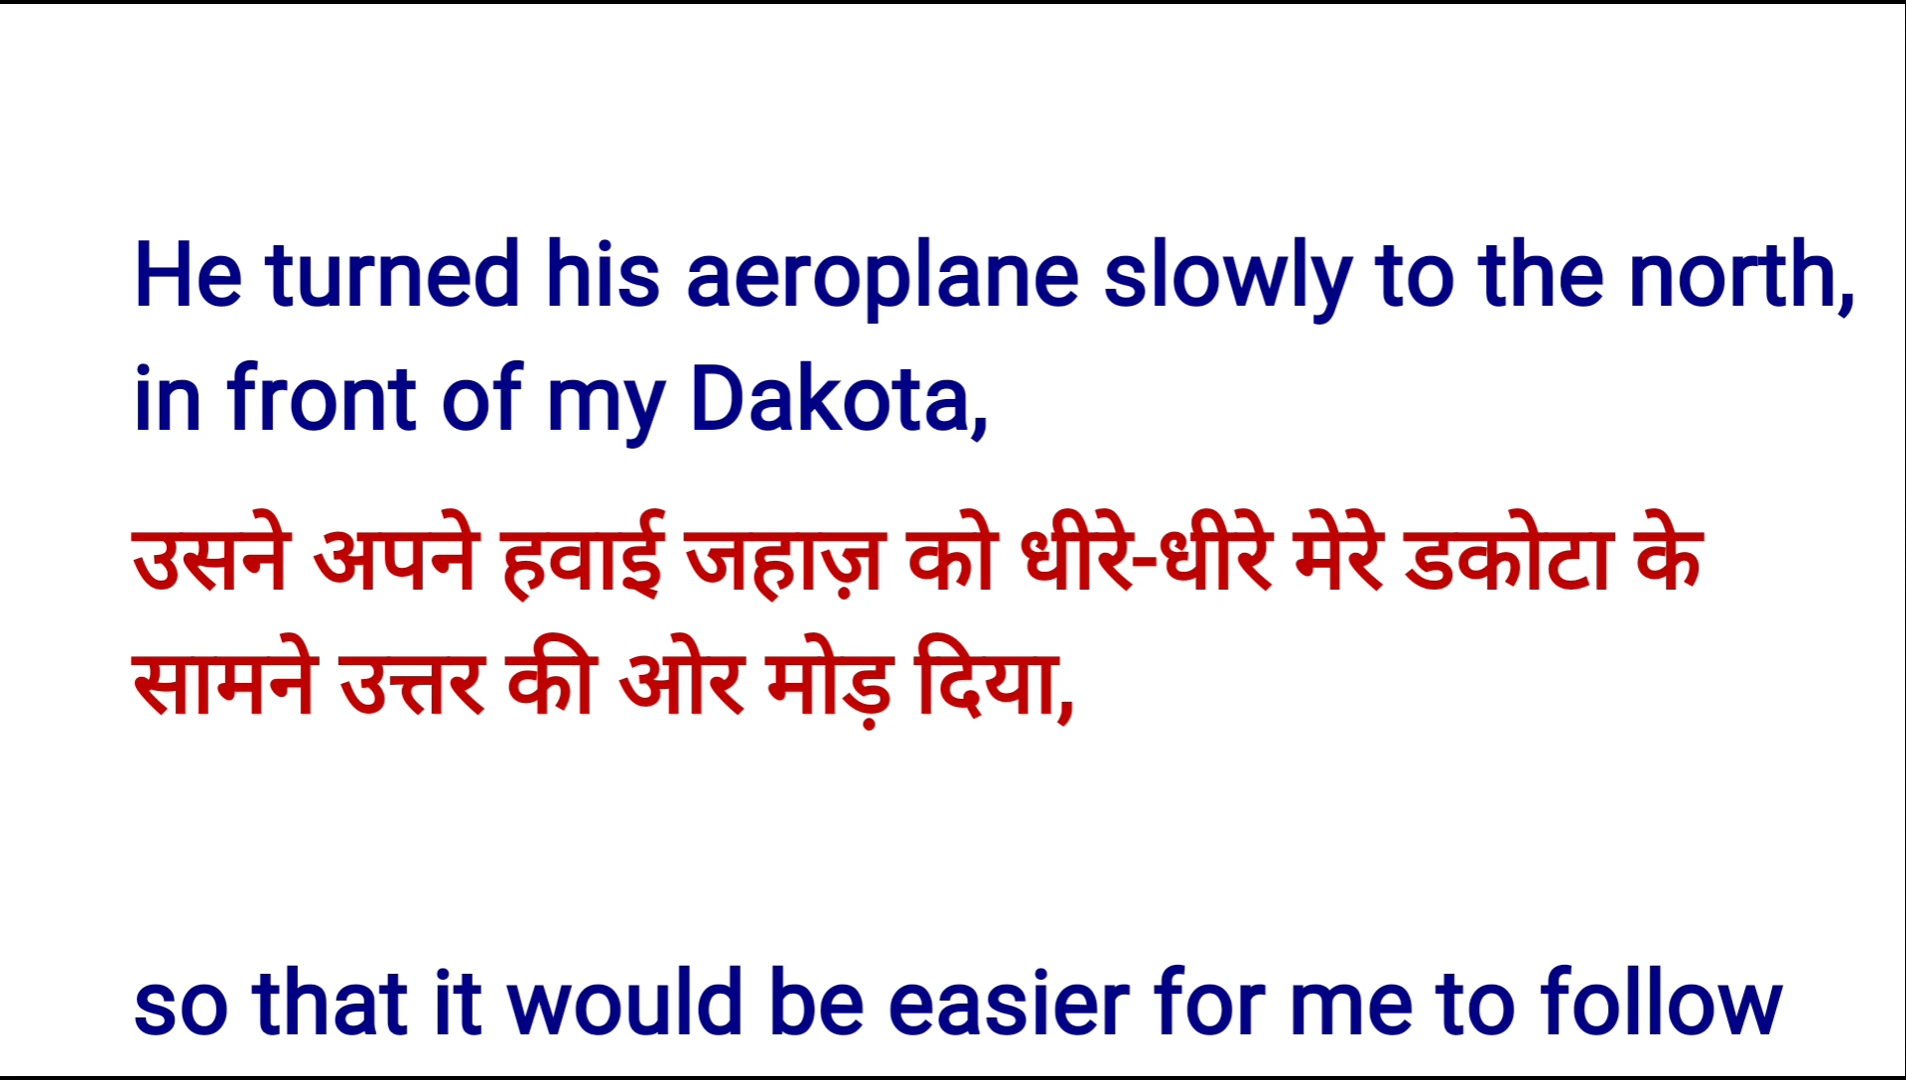 He turned his aeroplane slowly to the north,
in front of my Dakota,
उसने अपने हवाई जहाज़ को धीरे-धीरे मेरे डकोटा के
सामने उत्तर की ओर मोड़ दिया,
so that it would be easier for me to follow